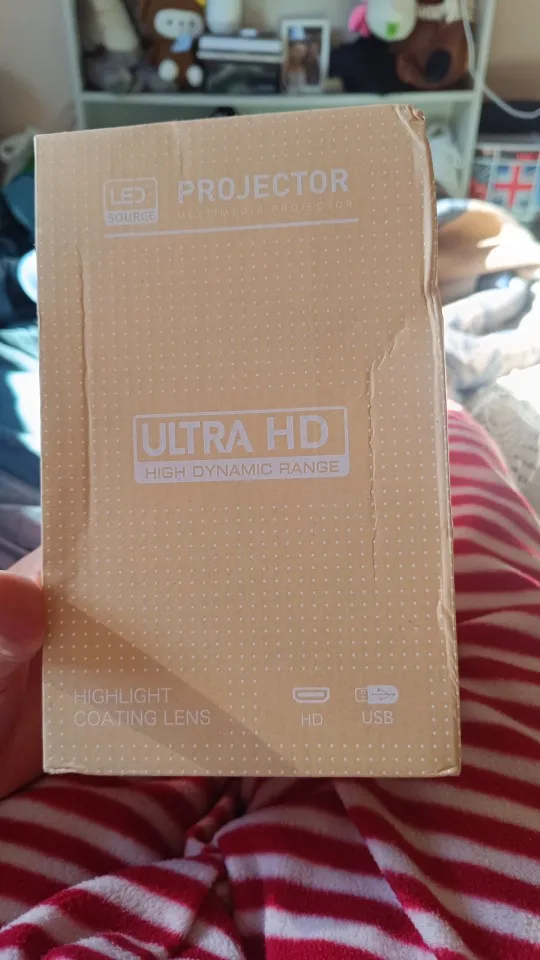 LED
SOURCE
PROJECTOR
MULTIMEDIA PROJECTOR
ULTRA HD
HIGH DYNAMIC RANGE
HIGHLIGHT
COATING LENS
HD
USB